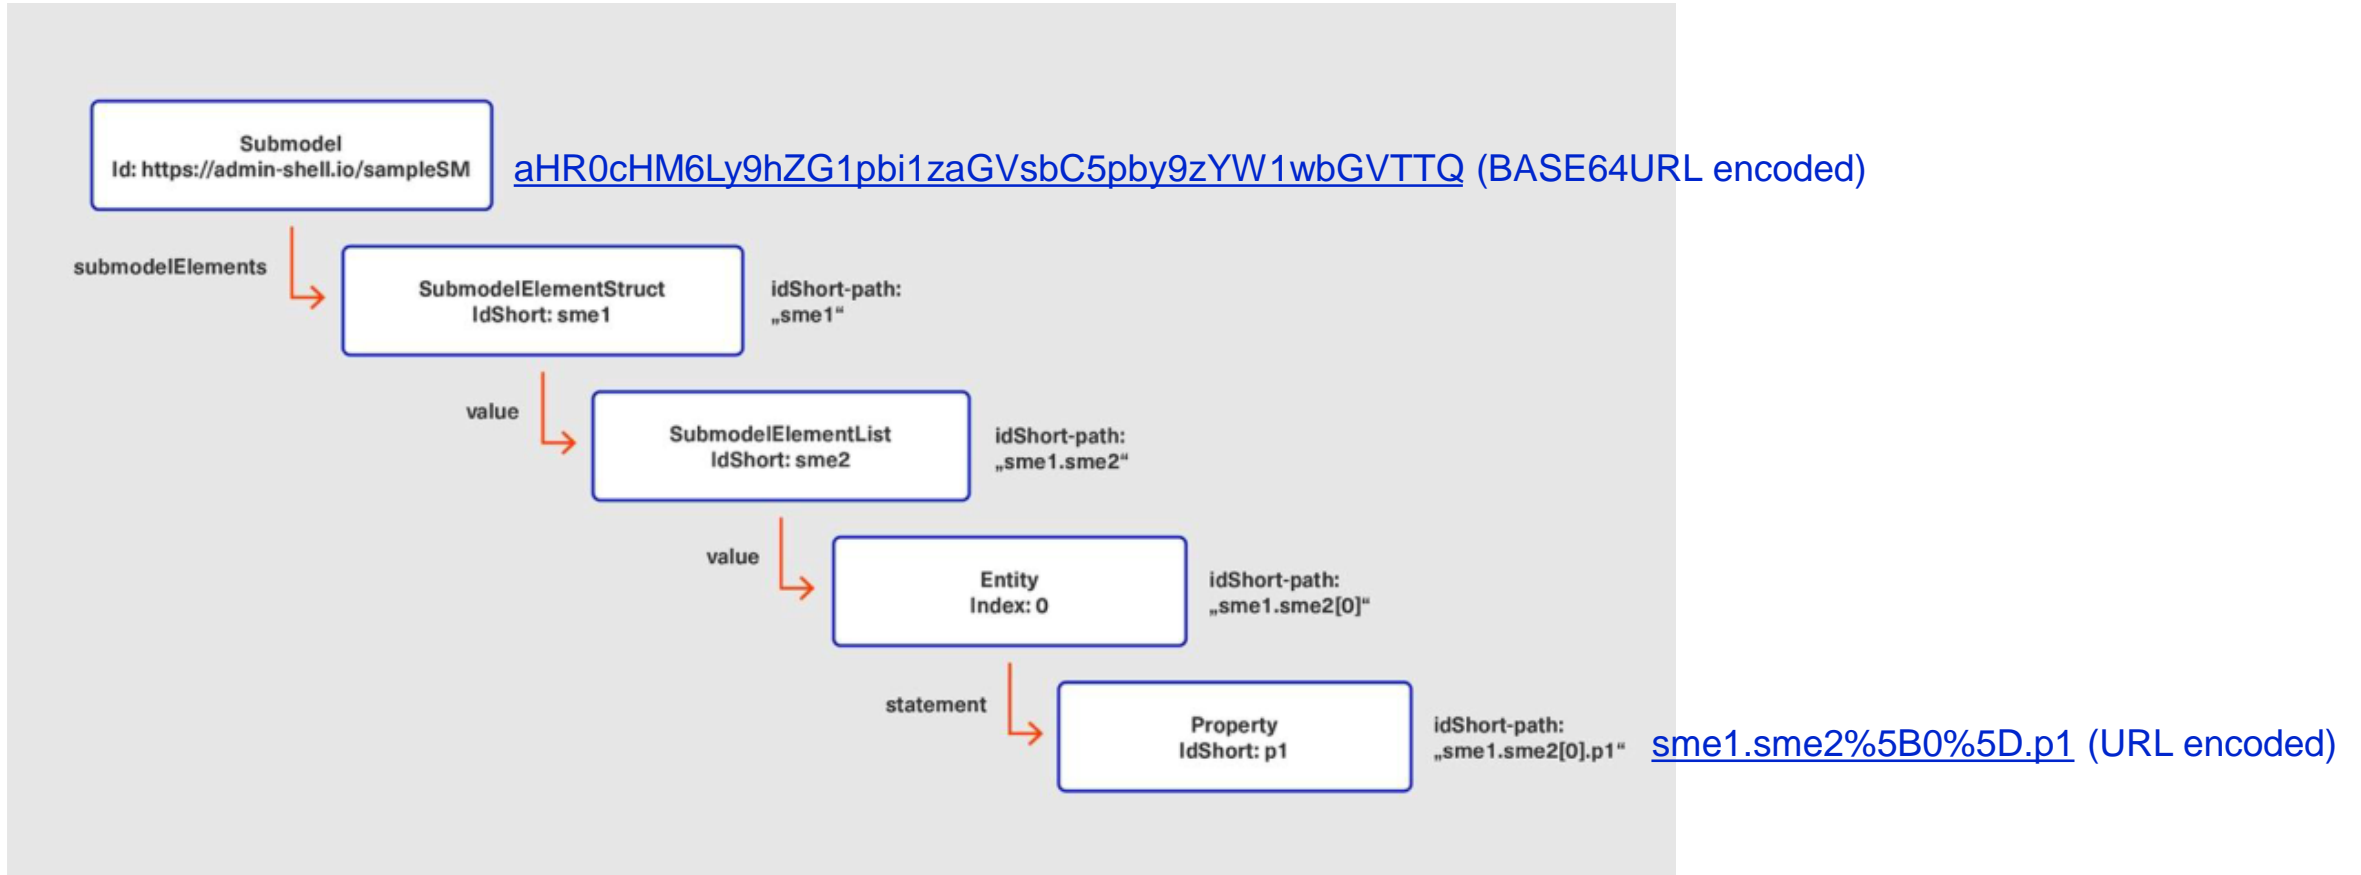 Submodel
Id: https://admin-shell.io/sampleSM
aHR0cHM6Ly9hZG1pbi1zaGVsbC5pby9zYW1wbGVTTQ (BASE64URL encoded)
submodelElements
SubmodelElementStruct
IdShort: sme1
idShort-path:
„sme1“
value
SubmodelElementList
IdShort: sme2
idShort-path:
„sme1.sme2“
value
Entity
Index: 0
idShort-path:
„sme1.sme2[0]“
statement
Property
IdShort: p1
idShort-path:
„sme1.sme2[0].p1“
sme1.sme2%5B0%5D.p1 (URL encoded)